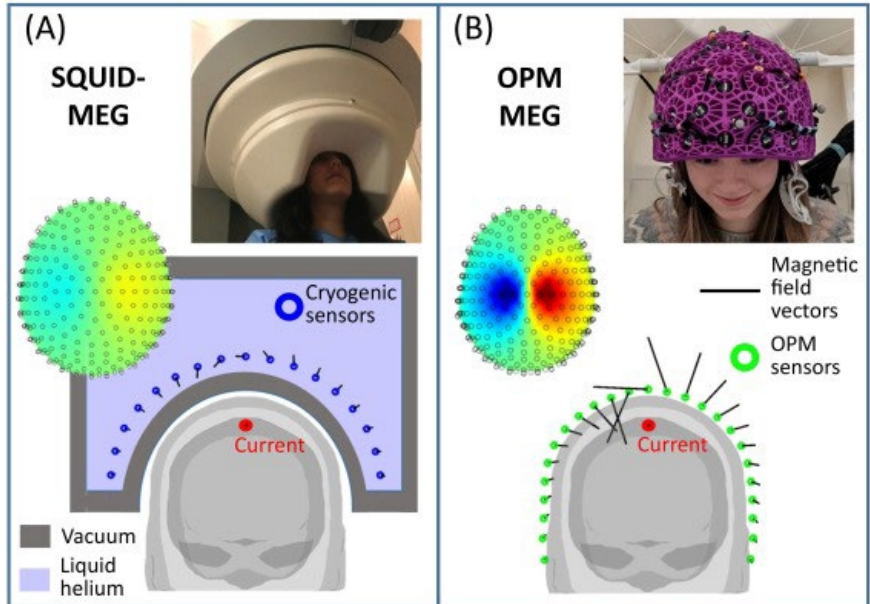 (A)
SQUID-
MEG
Cryogenic
sensors
Current
Vacuum
Liquid
helium
(B)
OPM
MEG
Magnetic
field
vectors
OPM
sensors
Current